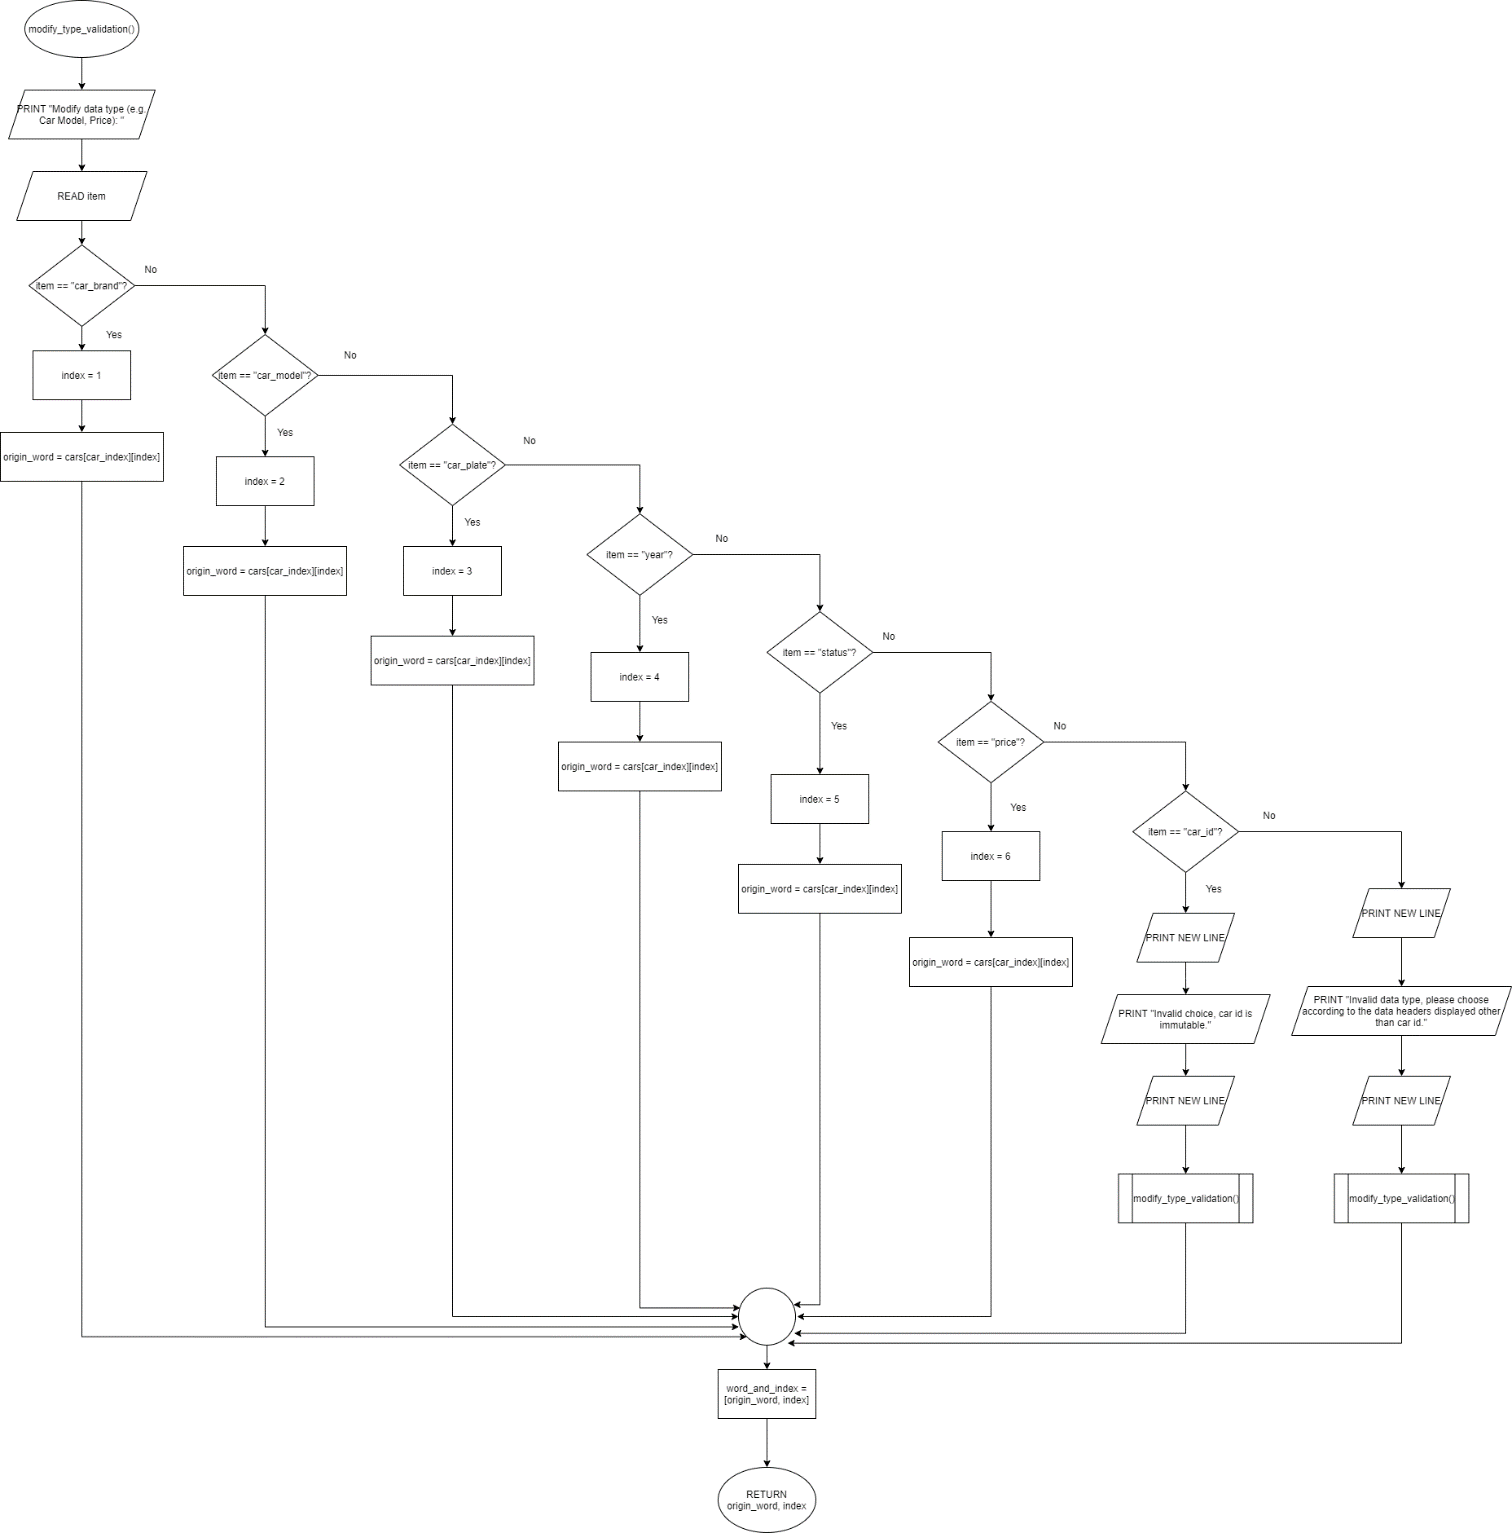 modify_type_validation()
PRINT "Modify data type (e.g.
Car Model, Price): "
READ item
item == "car_brand"?
No
Yes
index = 1
origin_word = cars[car_index][index]
item == "car_model"?
No
Yes
index = 2
origin_word = cars[car_index][index]
item == "car_plate"?
No
Yes
index = 3
origin_word = cars[car_index][index]
item == "year"?
No
Yes
index = 4
origin_word = cars[car_index][index]
item == "status"?
No
Yes
index = 5
origin_word = cars[car_index][index]
item == "price"?
No
Yes
index = 6
origin_word = cars[car_index][index]
item == "car_id"?
No
Yes
PRINT NEW LINE
PRINT "Invalid choice, car id is
immutable."
PRINT NEW LINE
modify_type_validation()
PRINT NEW LINE
PRINT "Invalid data type, please choose
according to the data headers displayed other
than car id."
PRINT NEW LINE
modify_type_validation()
word_and_index =
[origin_word, index]
RETURN
origin_word, index